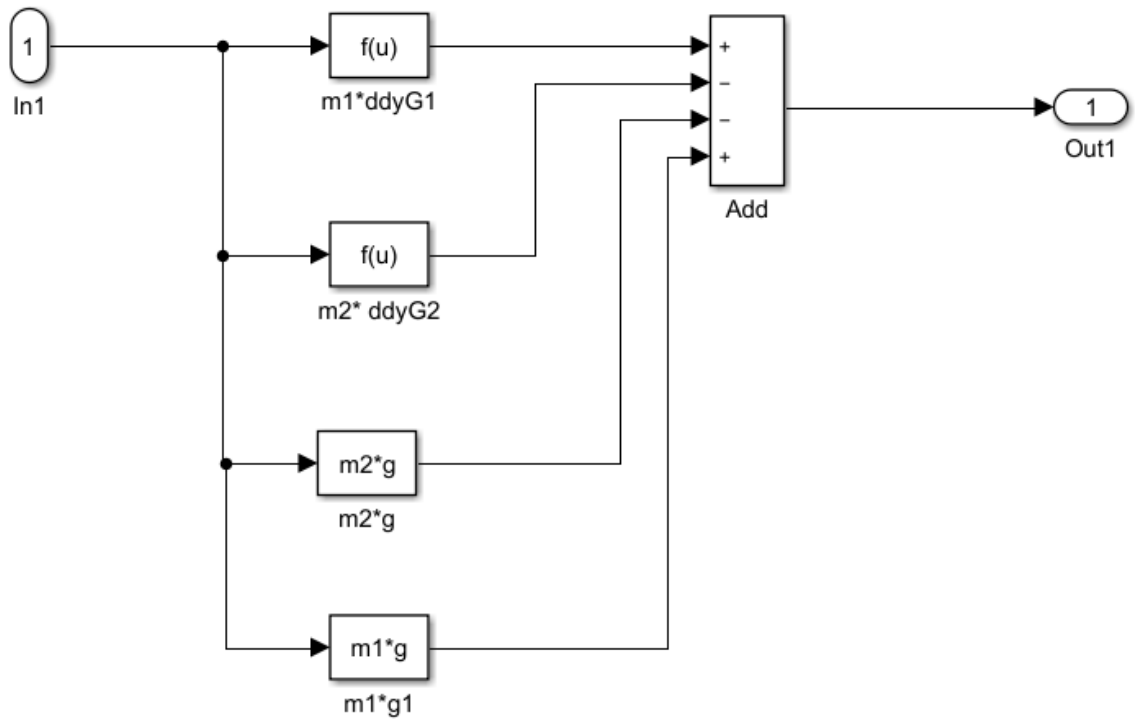 1
In1
f(u)
m1*ddyG1
+
−
−
+
Add
1
Out1
f(u)
m2* ddyG2
m2*g
m2*g
m1*g
m1*g1